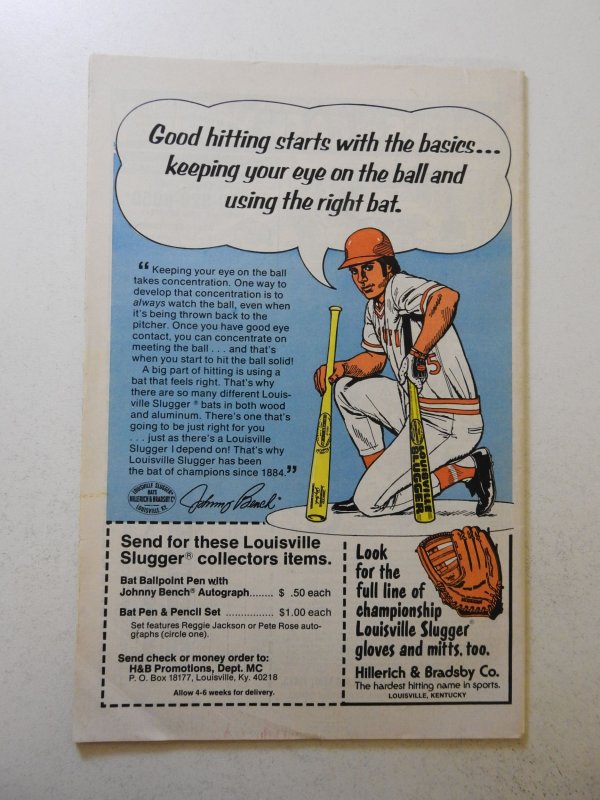 Good hitting starts with the basics...
keeping your eye on the ball and
using the right bat.
“ Keeping your eye on the ball
takes concentration. One way to
develop that concentration is to
always watch the ball, even when
it's being thrown back to the
pitcher. Once you have good eye
contact, you can concentrate on
meeting the ball . . . and that's
when you start to hit the ball solid!
A big part of hitting is using a
bat that feels right. That's why
there are so many different Louis-
ville Slugger ® bats in both wood
and aluminum. There's one that's
going to be just right for you
. . . just as there's a Louisville
Slugger I depend on! That's why
Louisville Slugger has been
the bat of champions since 1884.”
LOUISVILLE SLUGGER
BATS
HILLERICH & BRADSBY Co
LOUISVILLE, KY.
Johnny Bench
5
LOUISVILLE
SLUGGER
Send for these Louisville
Slugger® collectors items.
Bat Ballpoint Pen with
Johnny Bench® Autograph........ $ .50 each
Bat Pen & Pencil Set ................ $1.00 each
Set features Reggie Jackson or Pete Rose auto-
graphs (circle one).
Send check or money order to:
H&B Promotions, Dept. MC
P. O. Box 18177, Louisville, Ky. 40218
Allow 4-6 weeks for delivery.
Look
for the
full line of
championship
Louisville Slugger®
gloves and mitts, too.
Hillerich & Bradsby Co.
The hardest hitting name in sports.
LOUISVILLE, KENTUCKY